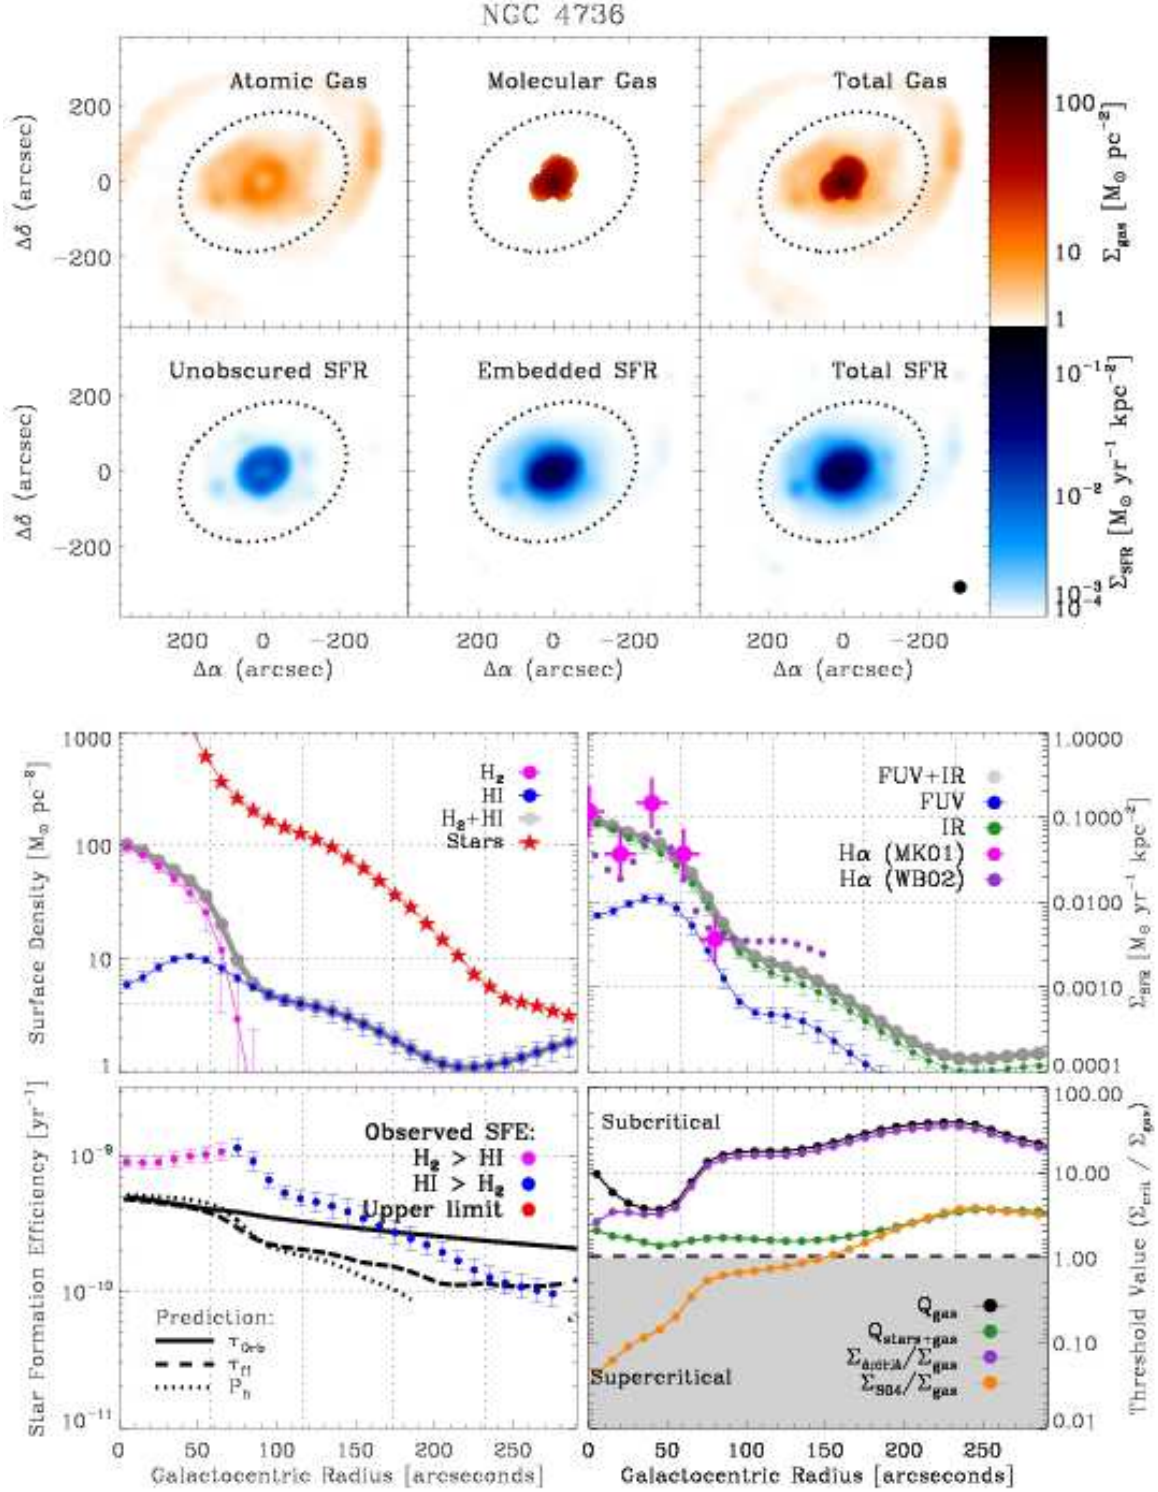 NGC 4736
Atomic Gas
Molecular Gas
Total Gas
Δδ (arcsec)
200
0
−200
100
10
1
Σgas [M⊙ pc⁻²]
Unobscured SFR
Embedded SFR
Total SFR
Δδ (arcsec)
200
0
−200
10⁻¹
10⁻²
10⁻³
10⁻⁴
ΣSFR [M⊙ yr⁻¹ kpc⁻²]
200 0 −200
200 0 −200
200 0 −200
Δα (arcsec)
Δα (arcsec)
Δα (arcsec)
Surface Density [M⊙ pc⁻²]
1000
100
10
1
H₂
HI
H₂+HI
Stars
FUV+IR
FUV
IR
Hα (MK01)
Hα (WB02)
1.0000
0.1000
0.0100
0.0010
0.0001
ΣSFR [M⊙ yr⁻¹ kpc⁻²]
Star Formation Efficiency [yr⁻¹]
10⁻⁹
10⁻¹⁰
10⁻¹¹
Observed SFE:
H₂ > HI
HI > H₂
Upper limit
Prediction:
τOrb
τff
Ph
0 50 100 150 200 250
Galactocentric Radius [arcseconds]
Subcritical
Supercritical
Qgas
Qstars+gas
Σcrit,A/Σgas
ΣS04/Σgas
100.00
10.00
1.00
0.10
0.01
Threshold Value (Σcrit / Σgas)
0 50 100 150 200 250
Galactocentric Radius [arcseconds]